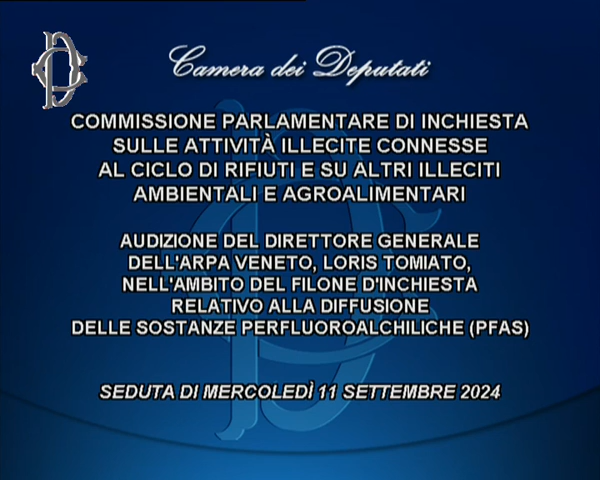 Camera dei Deputati
COMMISSIONE PARLAMENTARE DI INCHIESTA
SULLE ATTIVITÀ ILLECITE CONNESSE
AL CICLO DI RIFIUTI E SU ALTRI ILLECITI
AMBIENTALI E AGROALIMENTARI
AUDIZIONE DEL DIRETTORE GENERALE
DELL'ARPA VENETO, LORIS TOMIATO,
NELL'AMBITO DEL FILONE D'INCHIESTA
RELATIVO ALLA DIFFUSIONE
DELLE SOSTANZE PERFLUOROALCHILICHE (PFAS)
SEDUTA DI MERCOLEDÌ 11 SETTEMBRE 2024